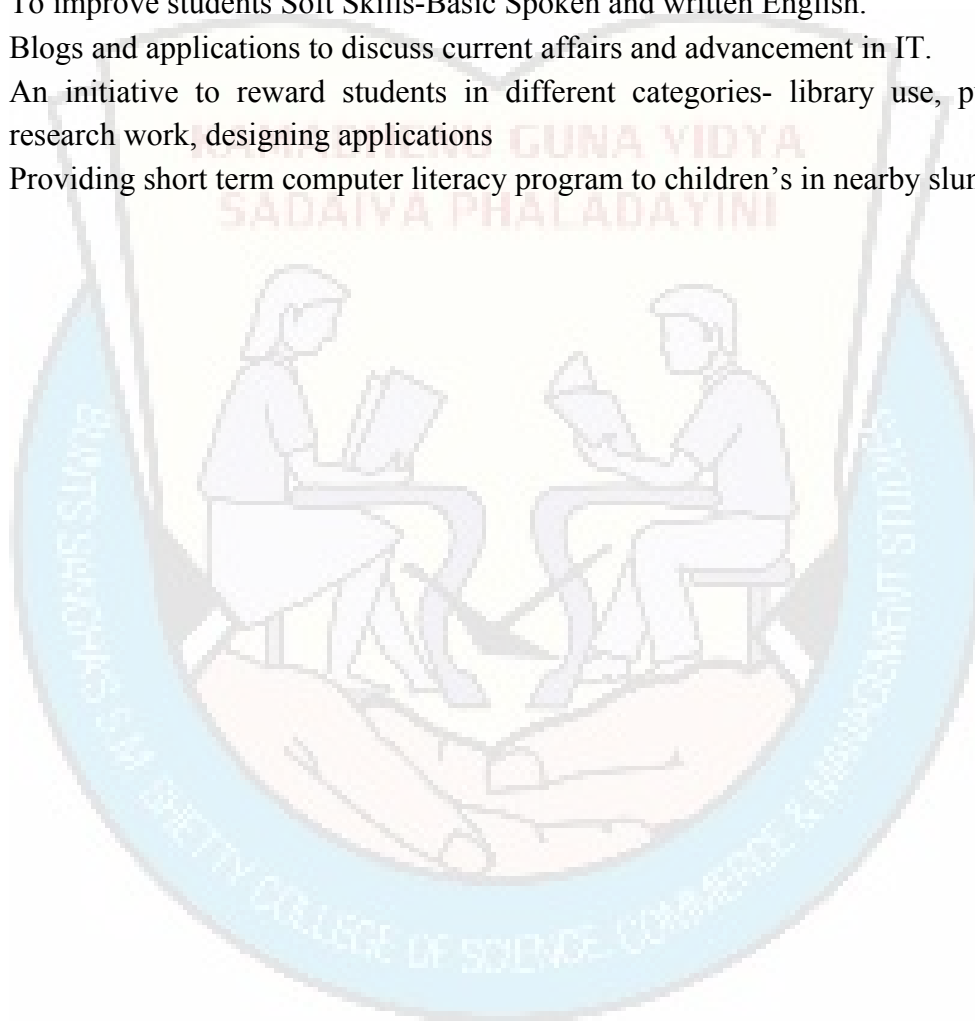 To improve students Soft Skills-Basic Spoken and written English.
Blogs and applications to discuss current affairs and advancement in IT.
An initiative to reward students in different categories- library use, p
research work, designing applications
Providing short term computer literacy program to children's in nearby slu
KAMADHENU GUNA VIDYA
SADAIVA PHALADAYINI
BUNTS SANGHA'S S.M. SHETTY COLLEGE OF SCIENCE, COMMERCE & MANAGEMENT STUDIES